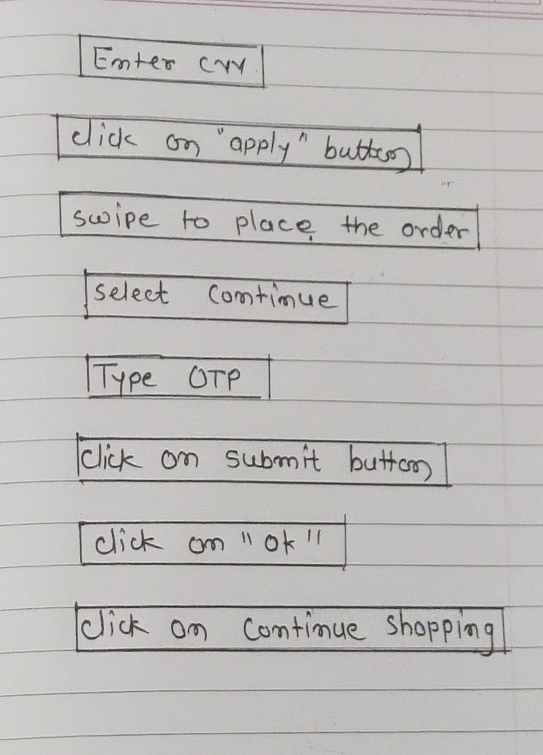 Enter CVV
click on "apply" button
swipe to place the order
select continue
Type OTP
click on submit button
click on "ok"
click on continue shopping